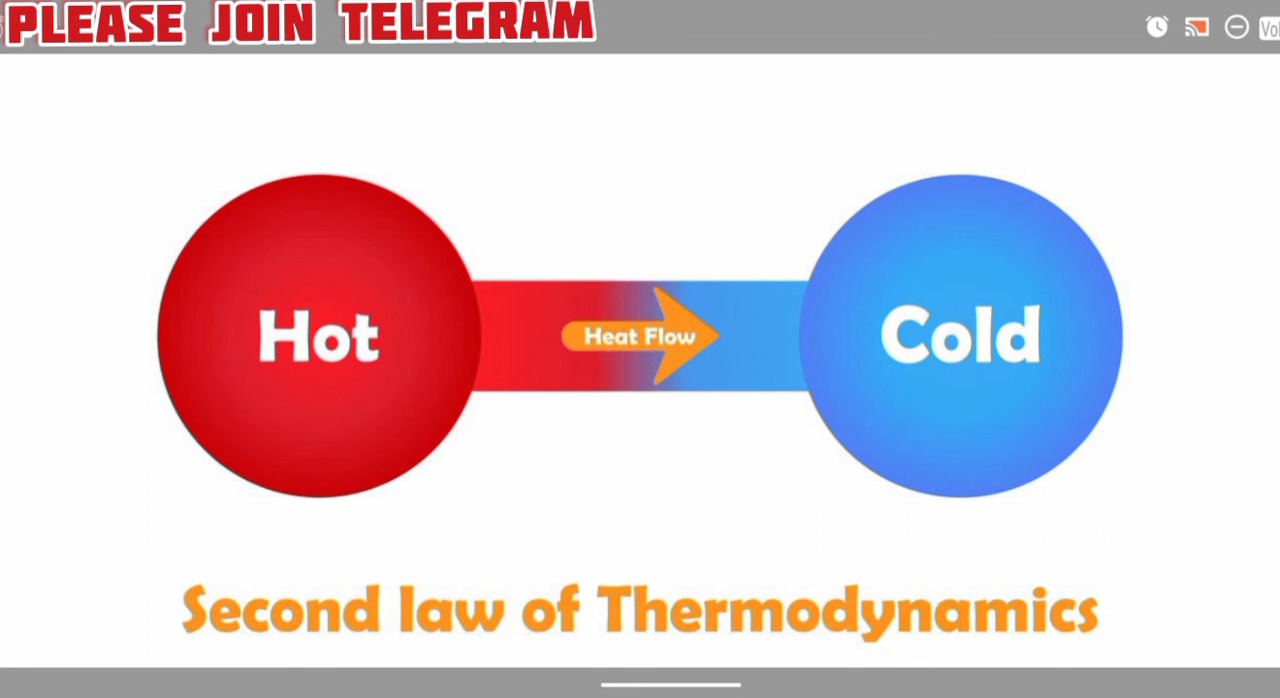 PLEASE JOIN TELEGRAM
Hot
Heat Flow
Cold
Second law of Thermodynamics